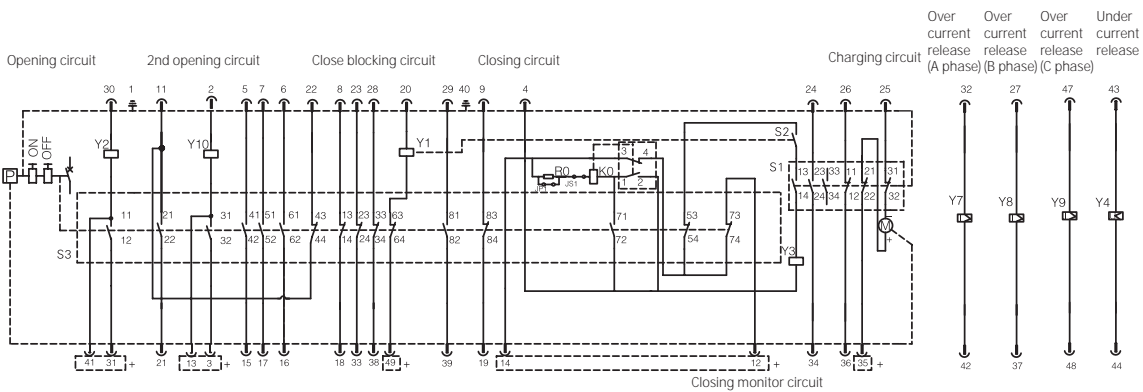 Over current release (A phase)
Over current release (B phase)
Over current release (C phase)
Under current release
Opening circuit
2nd opening circuit
Close blocking circuit
Closing circuit
Charging circuit
30 1 11 2 5 7 6 22 8 23 28 20 29 40 9 4 24 26 25 32 27 47 43
ON OFF
P
Y2 Y10 Y1 S2
R0 K0 3 4
JS1 1 2
S1 13 23 33 11 21 31
14 24 34 12 22 32
M
- +
Y7 Y8 Y9 Y4
11 21 31 41 51 61 43 13 23 33 63 81 83 71 53 73
12 22 32 42 52 62 44 14 24 34 64 82 84 72 54 74
S3
Y3
41 31 + 21 13 3 + 15 17 16 18 33 38 49 + 39 19 14 12 + 34 36 35 + 42 37 48 44
Closing monitor circuit